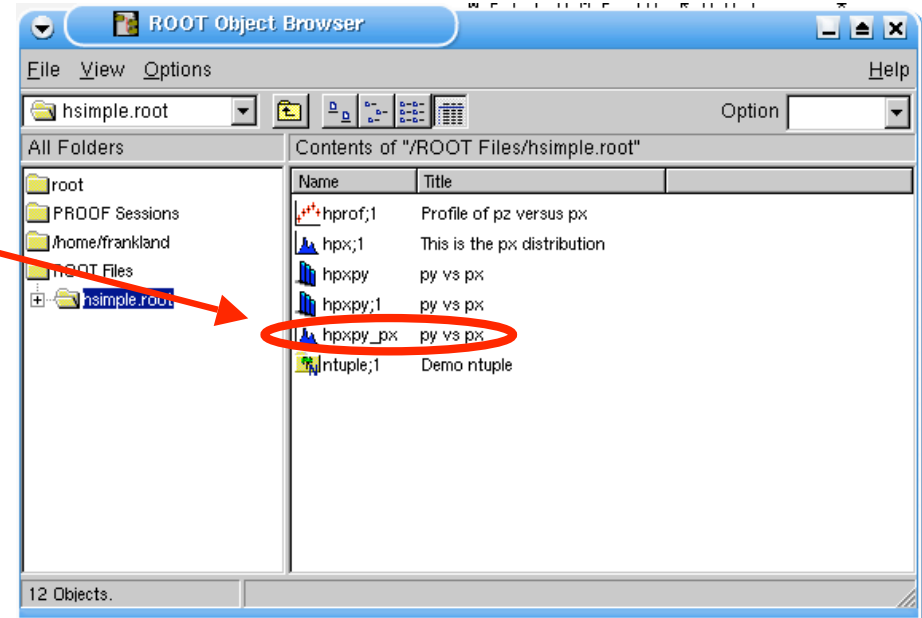 ROOT Object Browser
File View Options Help
hsimple.root Option
All Folders Contents of "/ROOT Files/hsimple.root"
Name Title
root
PROOF Sessions
/home/frankland
ROOT Files
hsimple.root
hprof;1 Profile of pz versus px
hpx;1 This is the px distribution
hpxpy py vs px
hpxpy;1 py vs px
hpxpy_px py vs px
ntuple;1 Demo ntuple
12 Objects.